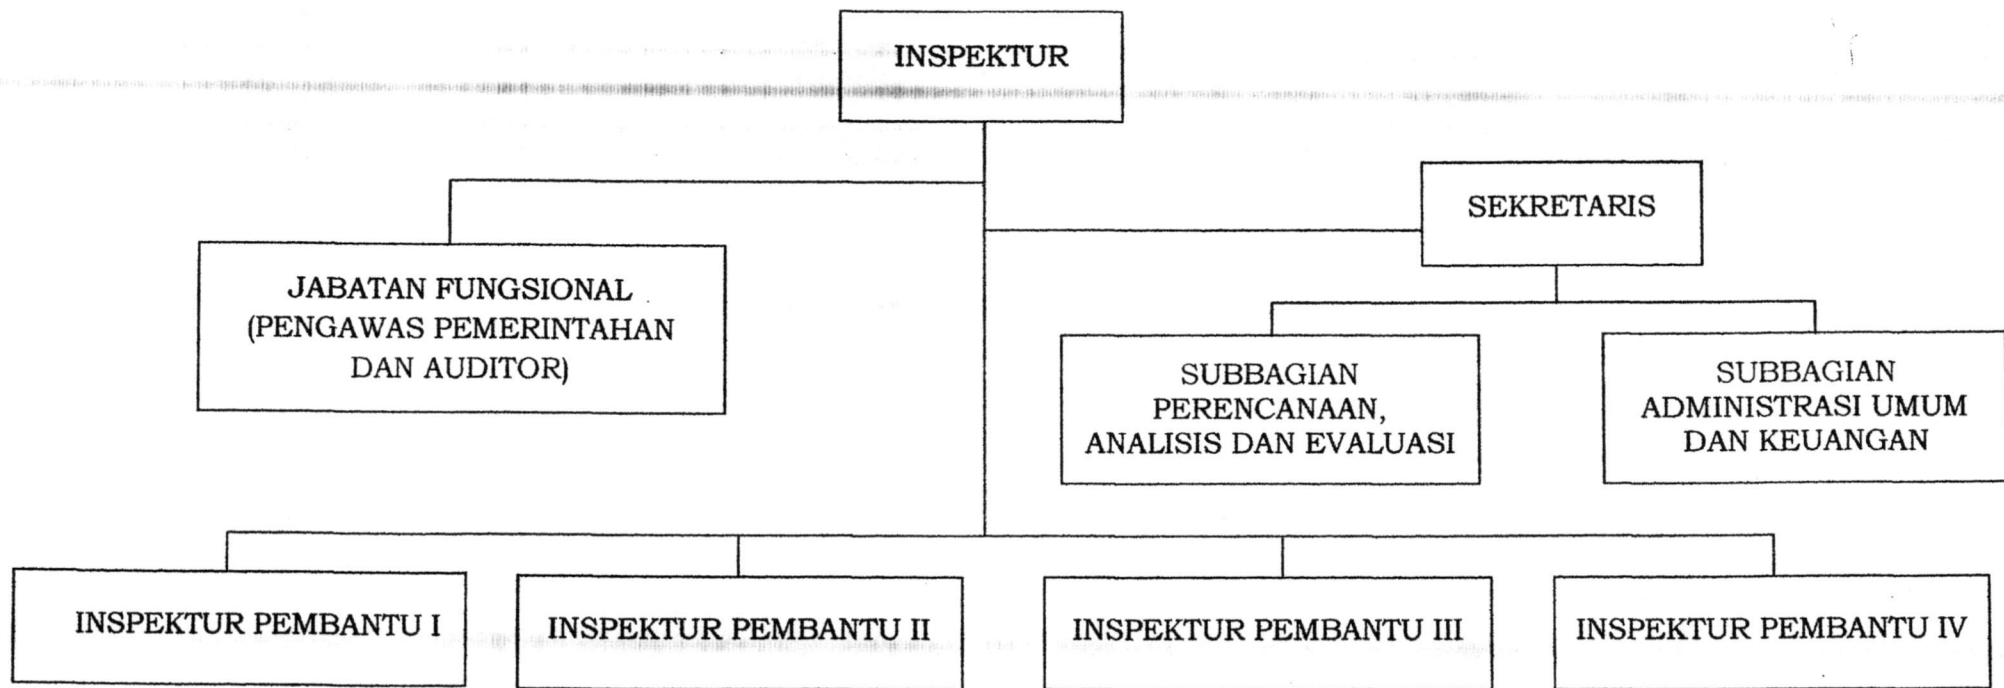 INSPEKTUR
SEKRETARIS
JABATAN FUNGSIONAL
(PENGAWAS PEMERINTAHAN
DAN AUDITOR)
SUBBAGIAN
PERENCANAAN,
ANALISIS DAN EVALUASI
SUBBAGIAN
ADMINISTRASI UMUM
DAN KEUANGAN
INSPEKTUR PEMBANTU I
INSPEKTUR PEMBANTU II
INSPEKTUR PEMBANTU III
INSPEKTUR PEMBANTU IV